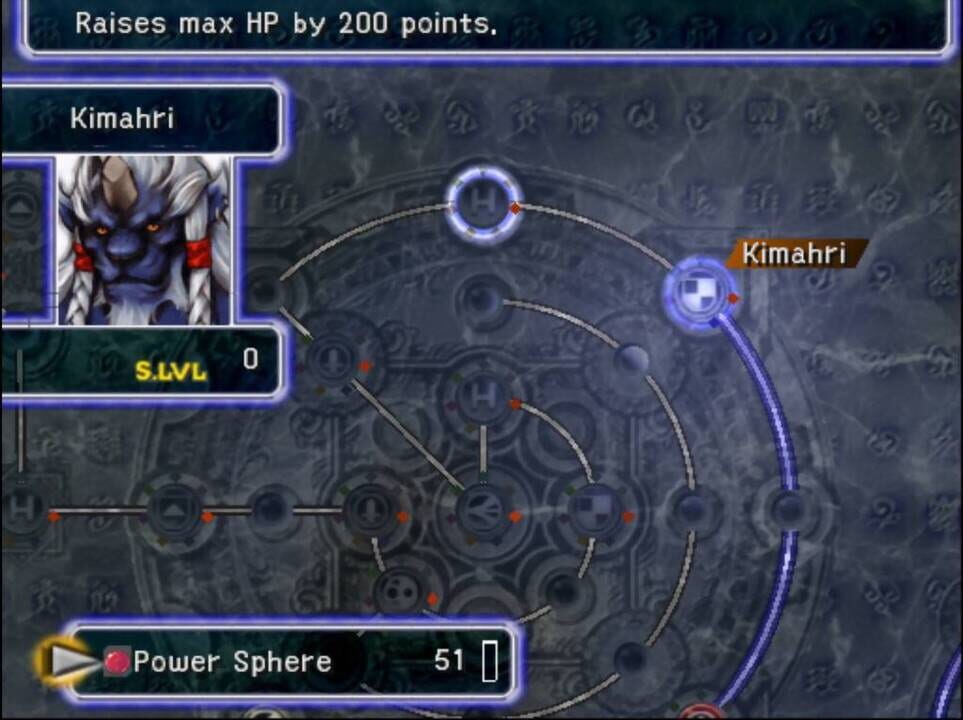 Raises max HP by 200 points.
Kimahri
Kimahri
S.LVL 0
H
H
H
Power Sphere 51